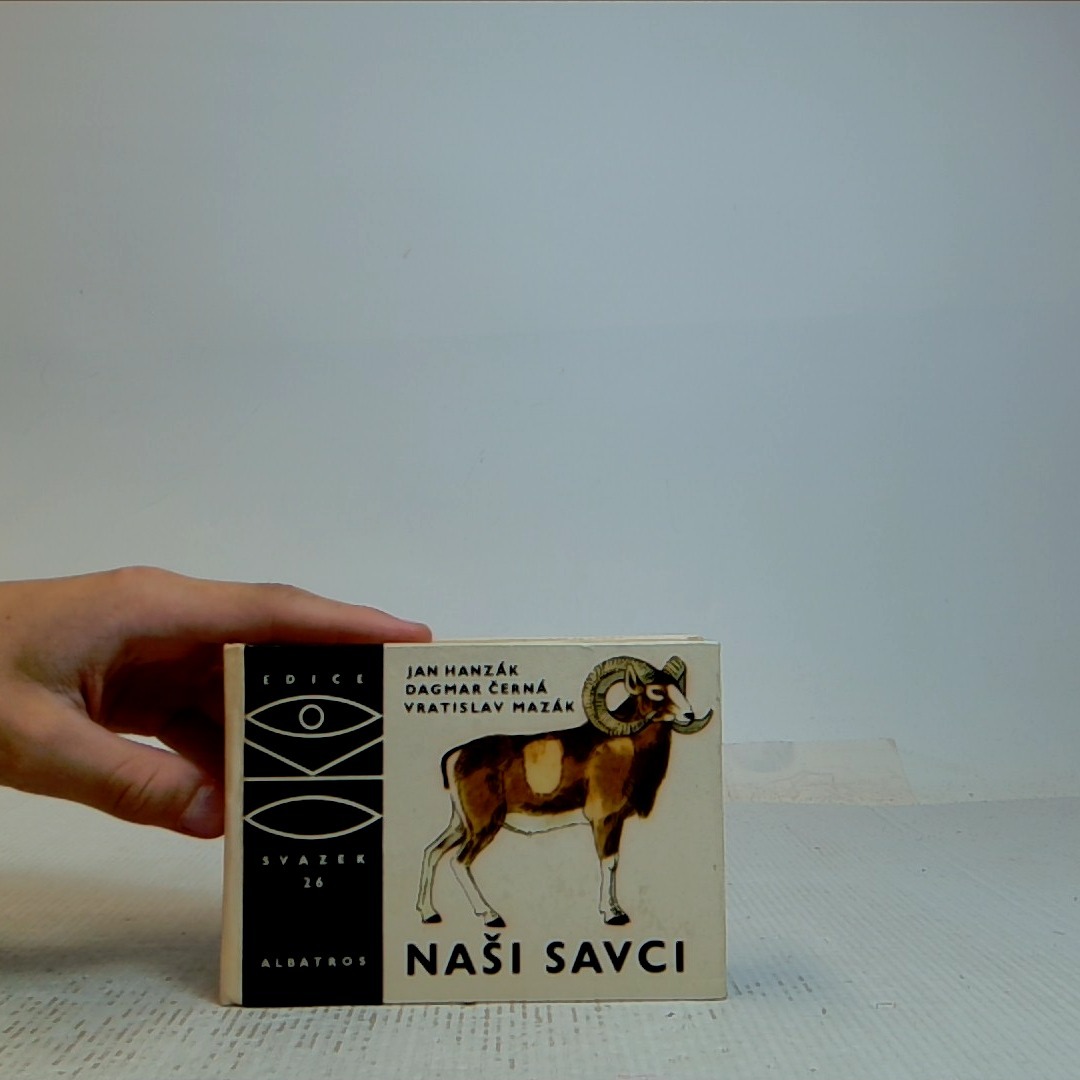 EDICE
SVAZEK
26
ALBATROS
JAN HANZÁK
DAGMAR ČERNÁ
VRATISLAV MAZÁK
NAŠI SAVCI